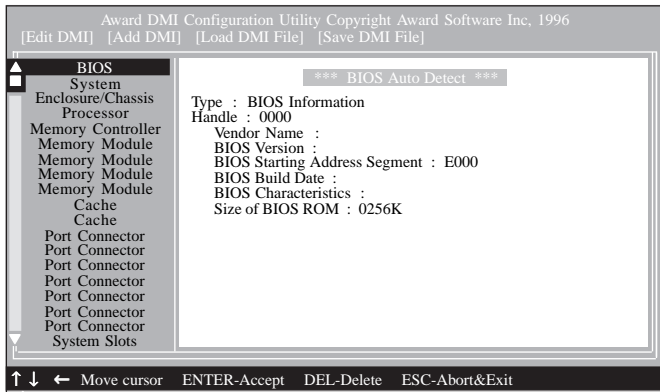 Award DMI Configuration Utility Copyright Award Software Inc, 1996
[Edit DMI] [Add DMI] [Load DMI File] [Save DMI File]
BIOS
System
Enclosure/Chassis
Processor
Memory Controller
Memory Module
Memory Module
Memory Module
Memory Module
Cache
Cache
Port Connector
Port Connector
Port Connector
Port Connector
Port Connector
Port Connector
Port Connector
System Slots
*** BIOS Auto Detect ***
Type : BIOS Information
Handle : 0000
Vendor Name :
BIOS Version :
BIOS Starting Address Segment : E000
BIOS Build Date :
BIOS Characteristics :
Size of BIOS ROM : 0256K
↑↓ ← Move cursor ENTER-Accept DEL-Delete ESC-Abort&Exit